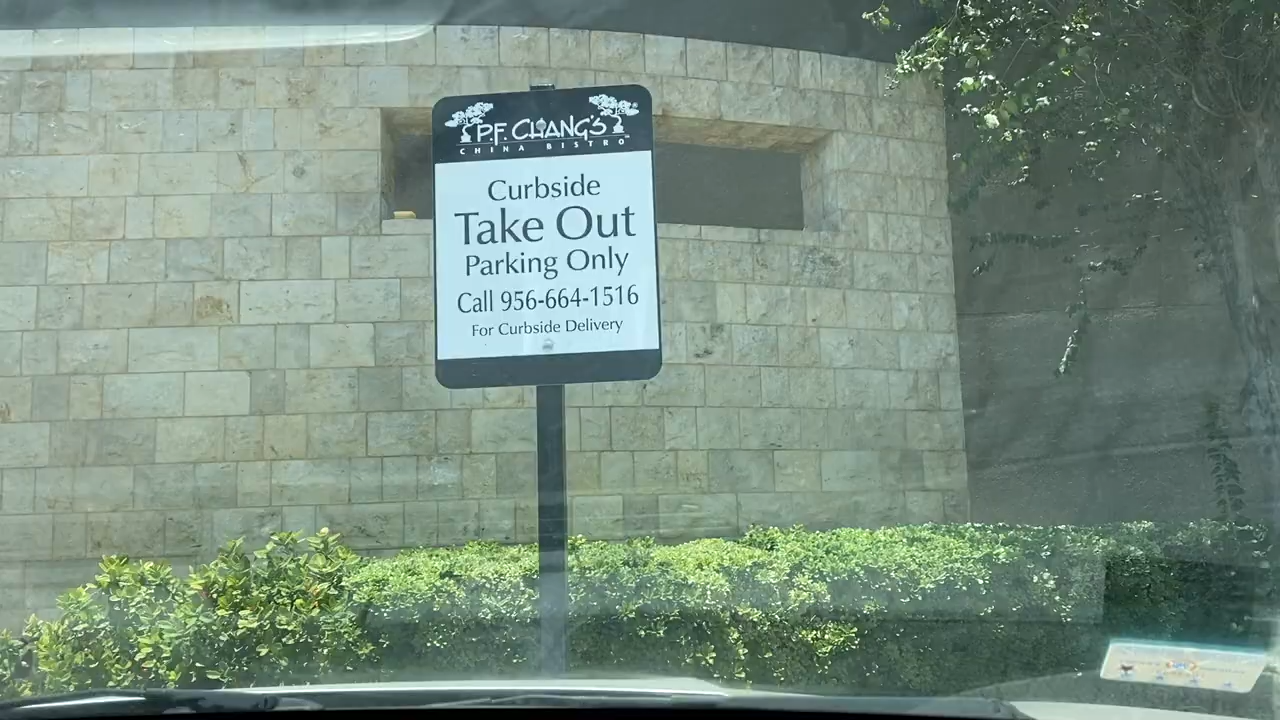 P.F. CHANG'S
CHINA BISTRO
Curbside
Take Out
Parking Only
Call 956-664-1516
For Curbside Delivery